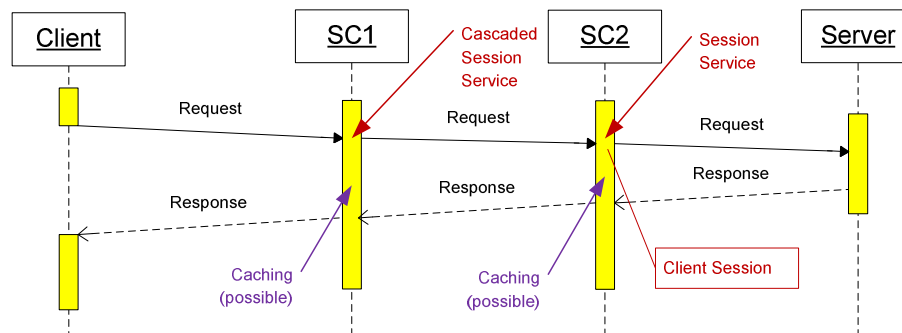 Client
SC1
SC2
Server
Cascaded
Session
Service
Session
Service
Request
Request
Request
Response
Response
Response
Caching
(possible)
Caching
(possible)
Client Session